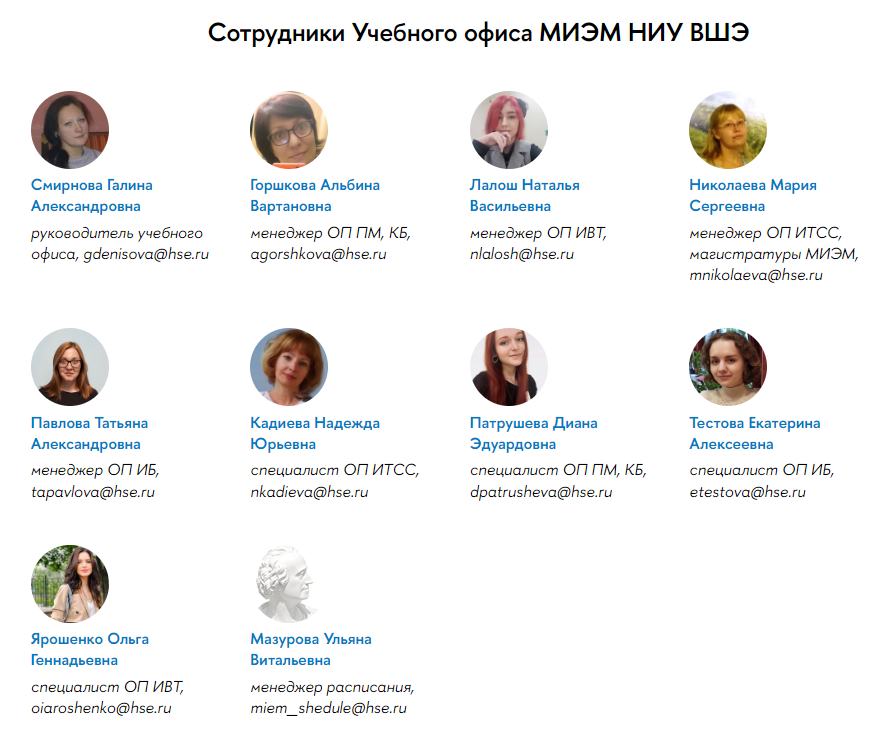 Сотрудники Учебного офиса МИЭМ НИУ ВШЭ
Смирнова Галина
Александровна
руководитель учебного
офиса, gdenisova@hse.ru
Горшкова Альбина
Вартановна
менеджер ОП ПМ, КБ,
agorshkova@hse.ru
Лалош Наталья
Васильевна
менеджер ОП ИВТ,
nlalosh@hse.ru
Николаева Мария
Сергеевна
менеджер ОП ИТСС,
магистратуры МИЭМ,
mnikolaeva@hse.ru
Павлова Татьяна
Александровна
менеджер ОП ИБ,
tapavlova@hse.ru
Кадиева Надежда
Юрьевна
специалист ОП ИТСС,
nkadieva@hse.ru
Патрушева Диана
Эдуардовна
специалист ОП ПМ, КБ,
dpatrusheva@hse.ru
Тестова Екатерина
Алексеевна
специалист ОП ИБ,
etestova@hse.ru
Ярошенко Ольга
Геннадьевна
специалист ОП ИВТ,
oiaroshenko@hse.ru
Мазурова Ульяна
Витальевна
менеджер расписания,
miem_shedule@hse.ru